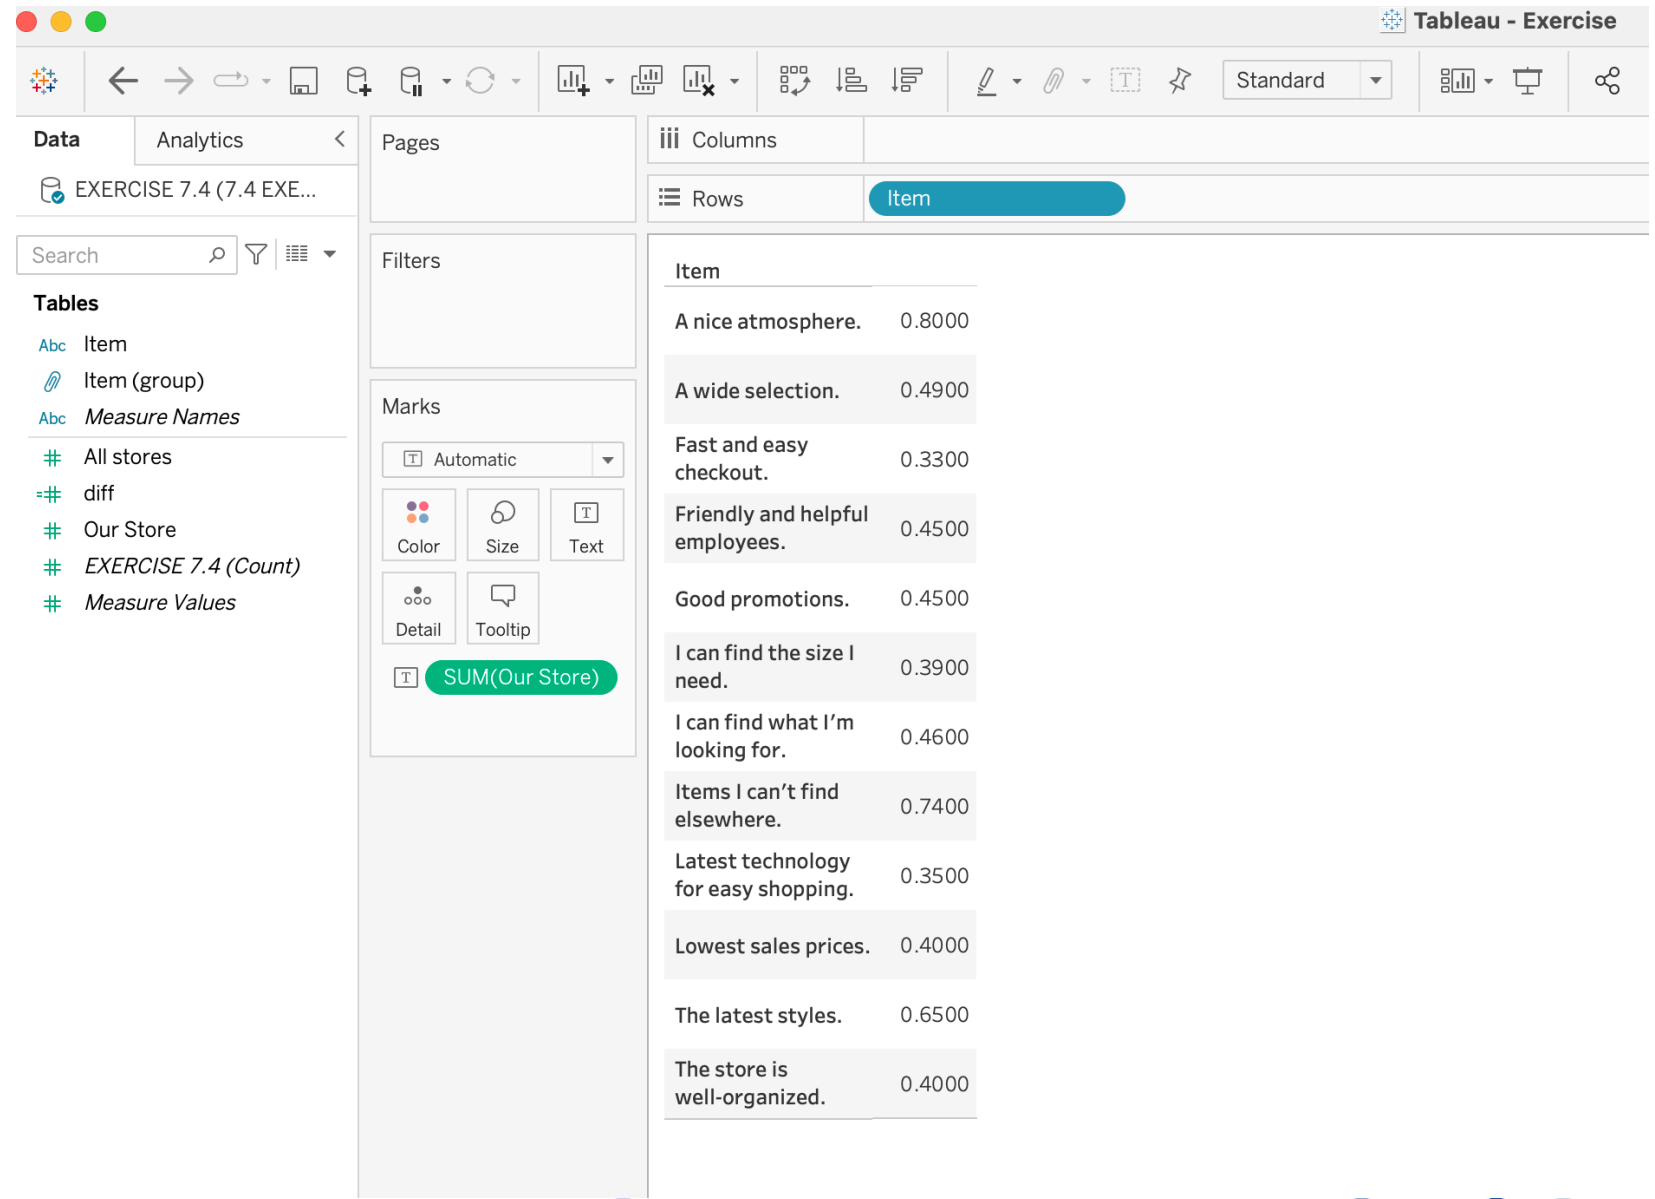 Tableau - Exercise
Standard
Data
Analytics
EXERCISE 7.4 (7.4 EXE...
Search
Tables
Abc Item
Item (group)
Abc Measure Names
All stores
diff
Our Store
EXERCISE 7.4 (Count)
Measure Values
Pages
Filters
Marks
T Automatic
Color
Size
T
Text
Detail
Tooltip
T SUM(Our Store)
T
Columns
Rows
Item
Item
A nice atmosphere. 0.8000
A wide selection. 0.4900
Fast and easy
checkout. 0.3300
Friendly and helpful
employees. 0.4500
Good promotions. 0.4500
I can find the size I
need. 0.3900
I can find what I’m
looking for. 0.4600
Items I can’t find
elsewhere. 0.7400
Latest technology
for easy shopping. 0.3500
Lowest sales prices. 0.4000
The latest styles. 0.6500
The store is
well-organized. 0.4000